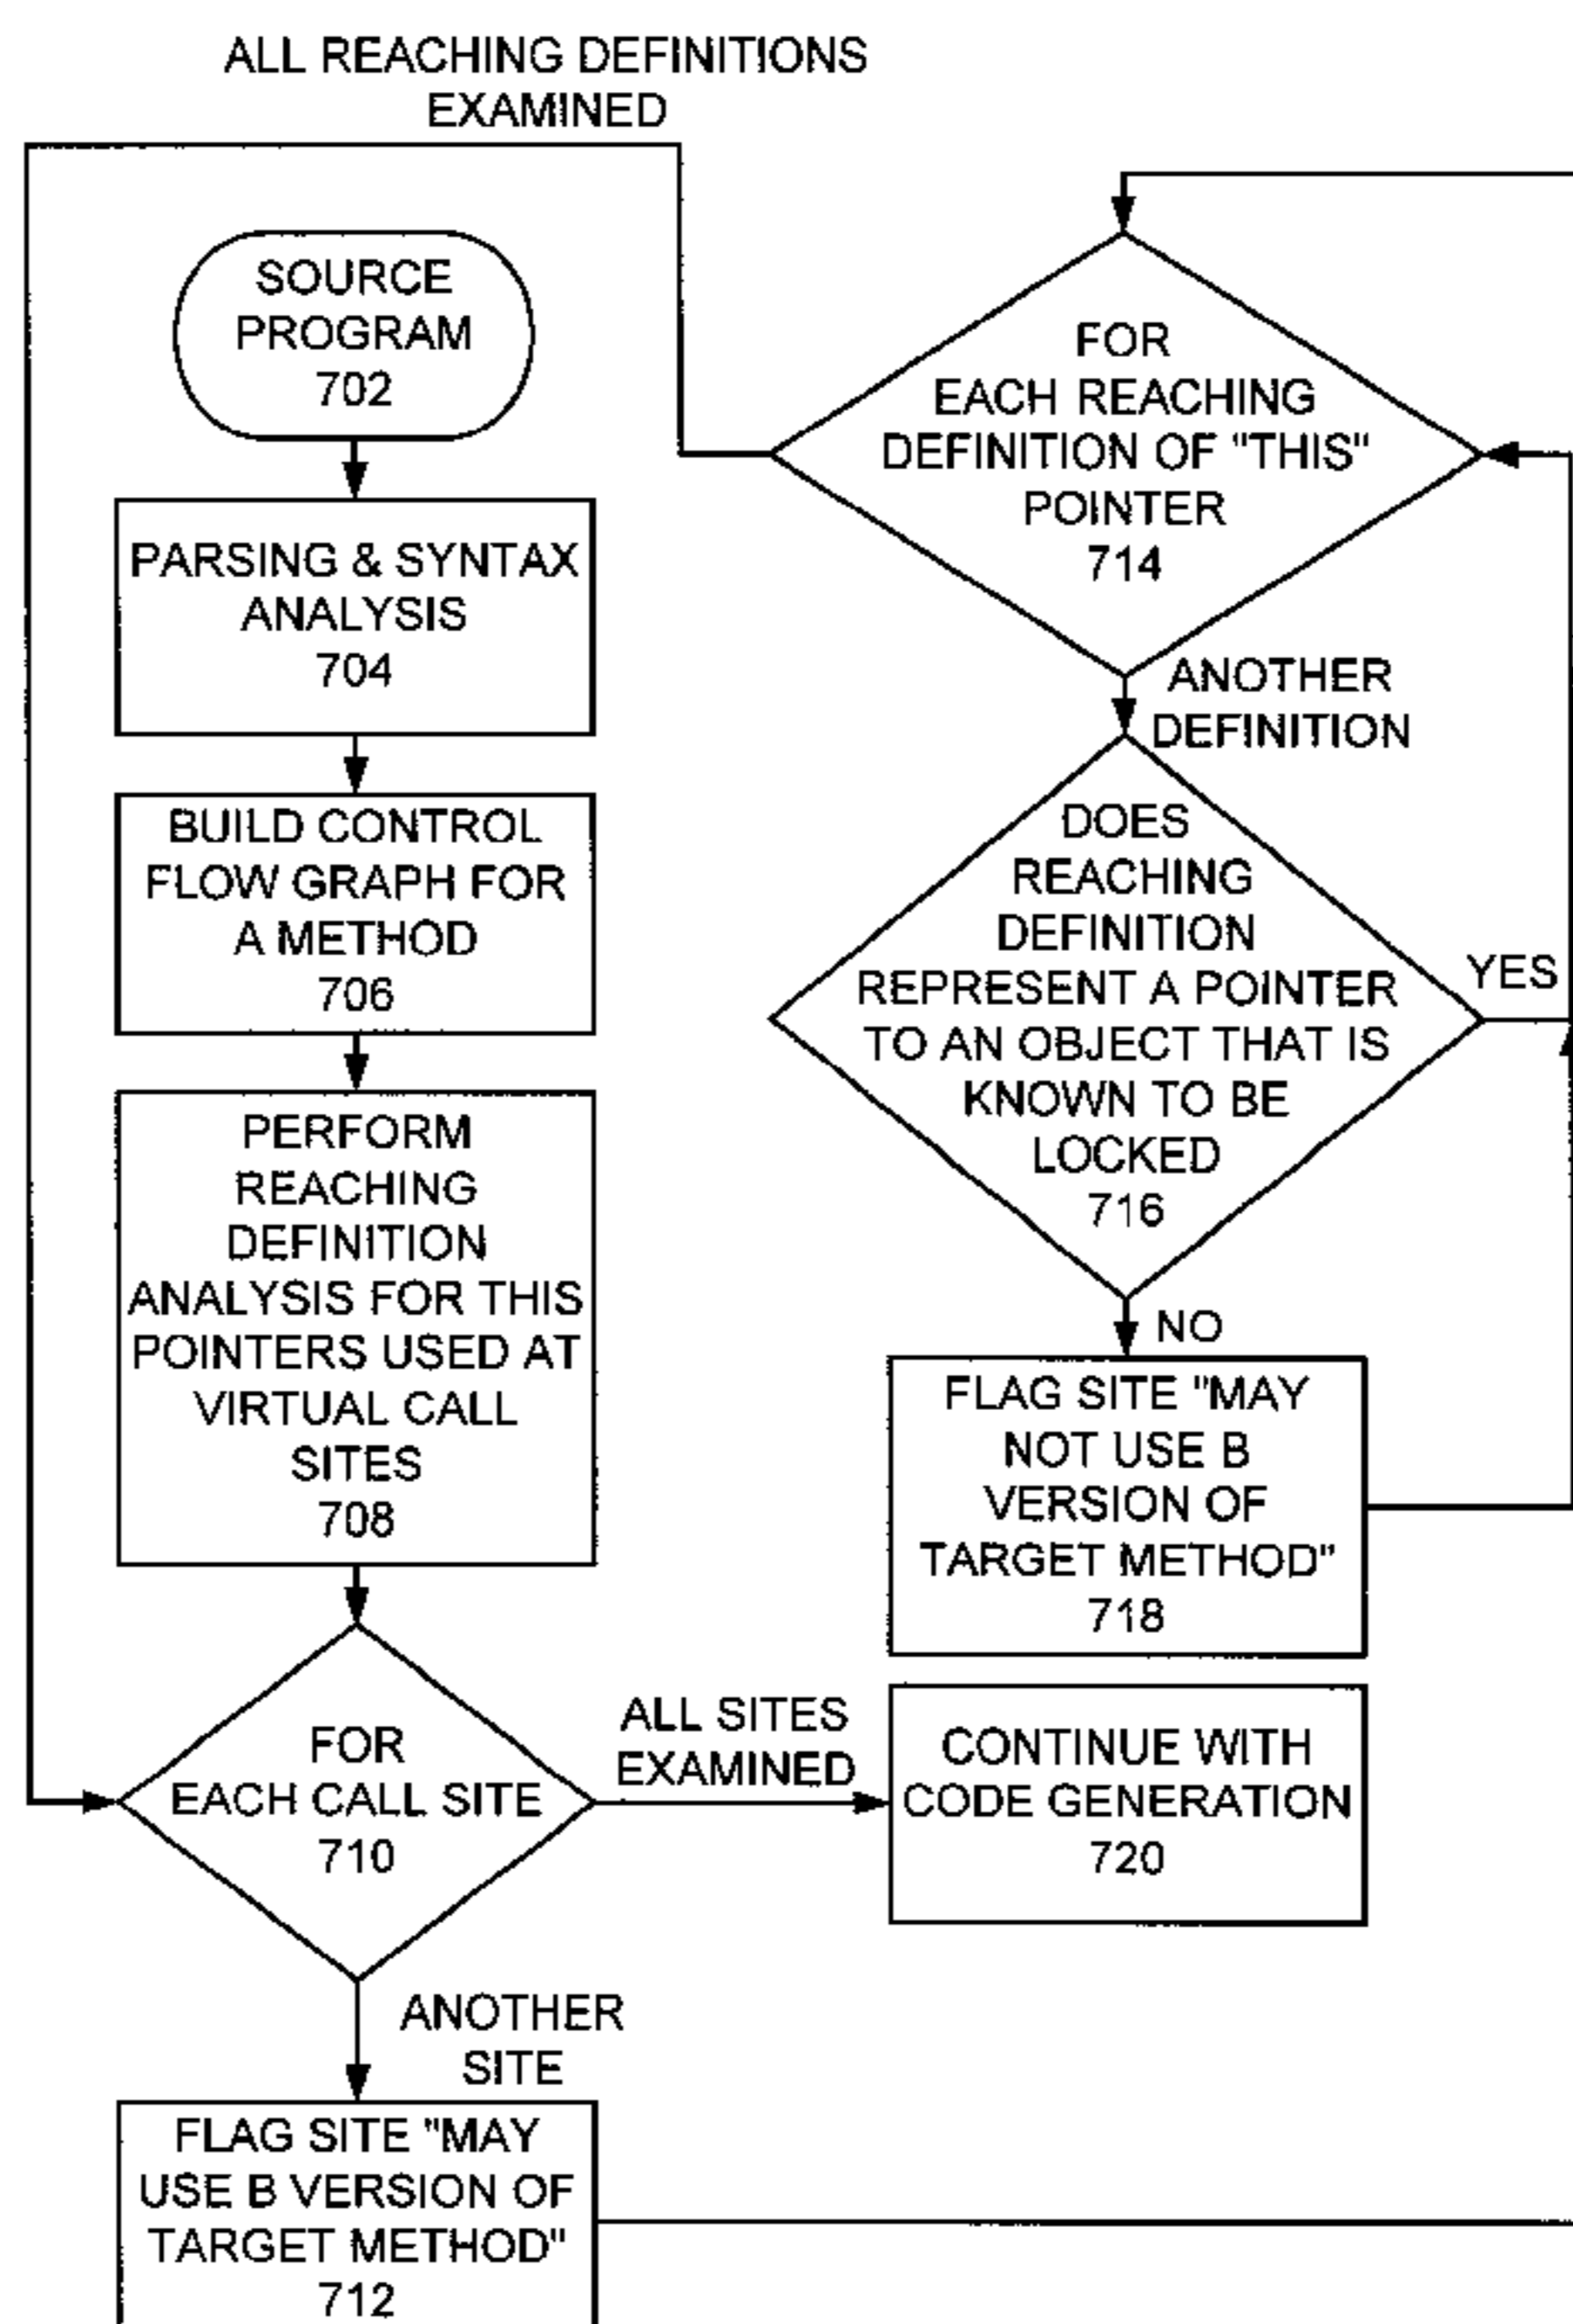 ALL REACHING DEFINITIONS
EXAMINED
SOURCE
PROGRAM
702
PARSING & SYNTAX
ANALYSIS
704
BUILD CONTROL
FLOW GRAPH FOR
A METHOD
706
PERFORM
REACHING
DEFINITION
ANALYSIS FOR THIS
POINTERS USED AT
VIRTUAL CALL
SITES
708
FOR
EACH CALL SITE
710
ALL SITES
EXAMINED
ANOTHER
SITE
FLAG SITE "MAY
USE B VERSION OF
TARGET METHOD"
712
FOR
EACH REACHING
DEFINITION OF "THIS"
POINTER
714
ANOTHER
DEFINITION
DOES
REACHING
DEFINITION
REPRESENT A POINTER
TO AN OBJECT THAT IS
KNOWN TO BE
LOCKED
716
YES
NO
FLAG SITE "MAY
NOT USE B
VERSION OF
TARGET METHOD"
718
CONTINUE WITH
CODE GENERATION
720